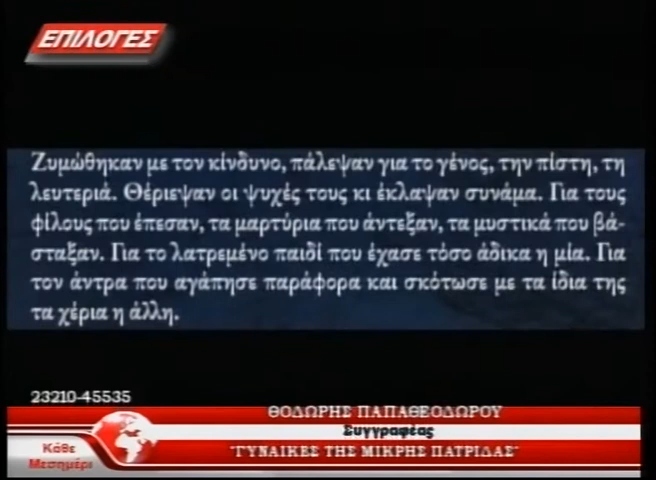 ΕΠΙΛΟΓΕΣ
Ζυμώθηκαν με τον κίνδυνο, πάλεψαν για το γένος, την πίστη, τη
λευτεριά. Θέριεψαν οι ψυχές τους κι έκλαψαν συνάμα. Για τους
φίλους που έπεσαν, τα μαρτύρια που άντεξαν, τα μυστικά που βά-
σταξαν. Για το λατρεμένο παιδί που έχασε τόσο άδικα η μία. Για
τον άντρα που αγάπησε παράφορα και σκότωσε με τα ίδια της
τα χέρια η άλλη.
23210-45535
ΘΟΔΩΡΗΣ ΠΑΠΑΘΕΟΔΩΡΟΥ
Συγγραφέας
Κάθε
Μεσημέρι
"ΓΥΝΑΙΚΕΣ ΤΗΣ ΜΙΚΡΗΣ ΠΑΤΡΙΔΑΣ"